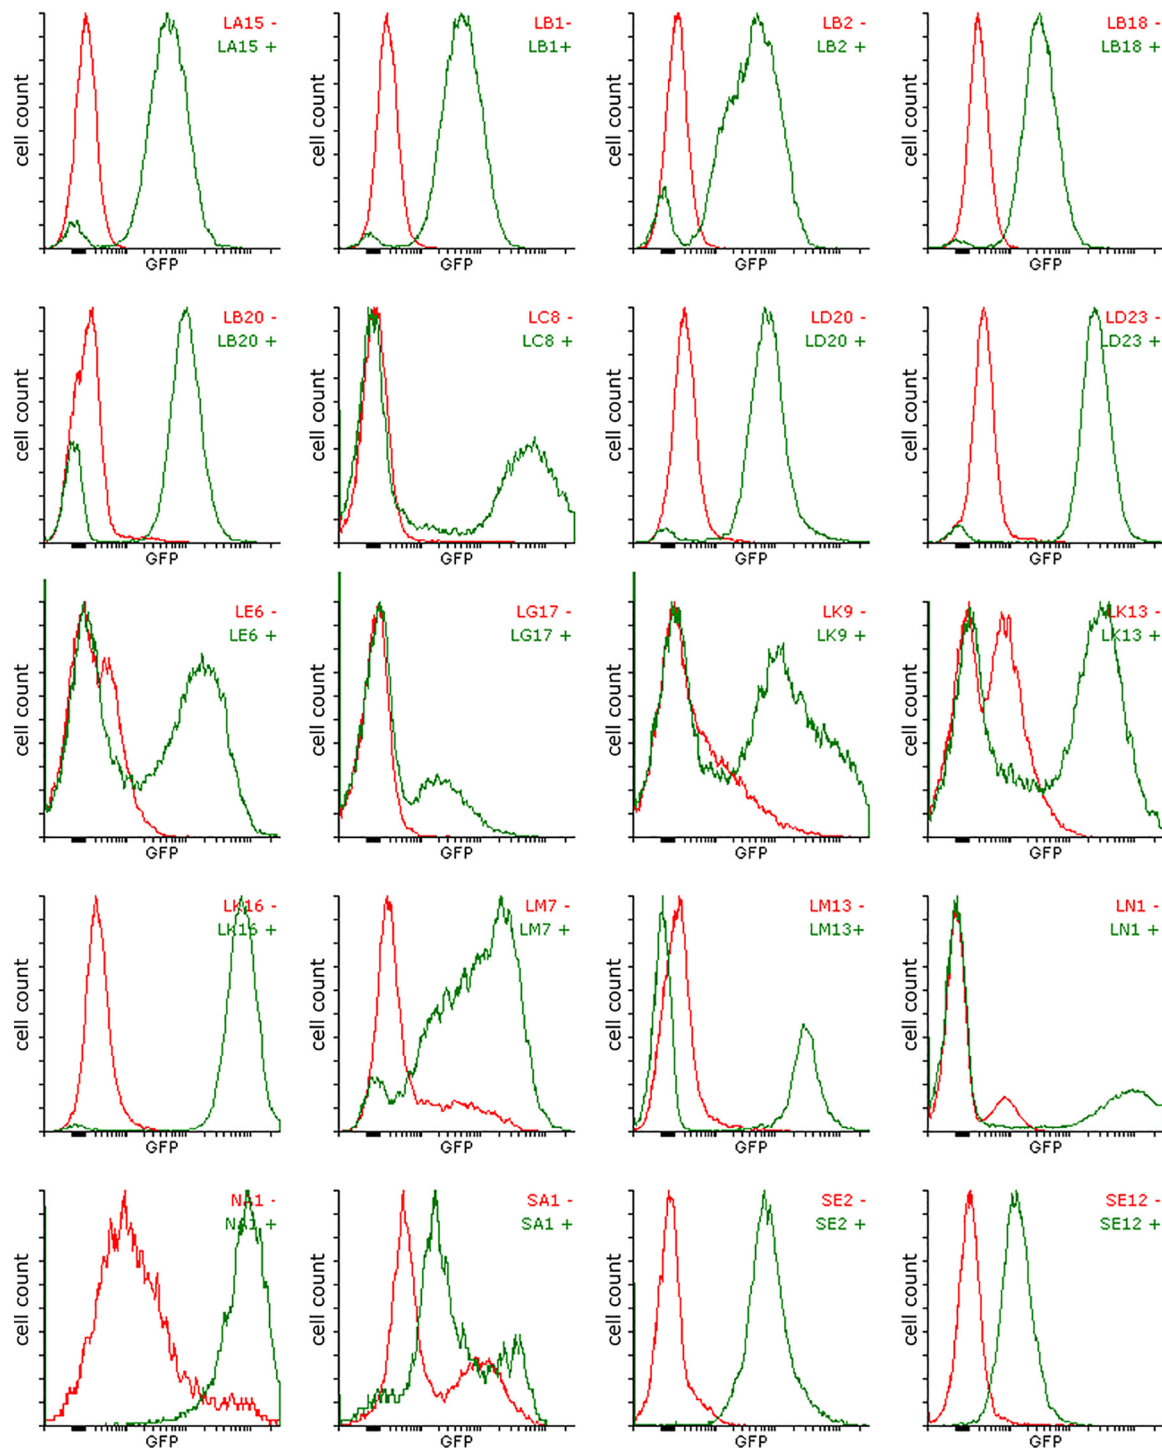 LA15 -
LA15 +
cell count
GFP
LB1-
LB1+
cell count
GFP
LB2 -
LB2 +
cell count
GFP
LB18 -
LB18 +
cell count
GFP
LB20 -
LB20 +
cell count
GFP
LC8 -
LC8 +
cell count
GFP
LD20 -
LD20 +
cell count
GFP
LD23 -
LD23 +
cell count
GFP
LE6 -
LE6 +
cell count
GFP
LG17 -
LG17 +
cell count
GFP
LK9 -
LK9 +
cell count
GFP
LK13 -
LK13 +
cell count
GFP
LK16 -
LK16 +
cell count
GFP
LM7 -
LM7 +
cell count
GFP
LM13 -
LM13+
cell count
GFP
LN1 -
LN1 +
cell count
GFP
NA1 -
NA1 +
cell count
GFP
SA1 -
SA1 +
cell count
GFP
SE2 -
SE2 +
cell count
GFP
SE12 -
SE12 +
cell count
GFP